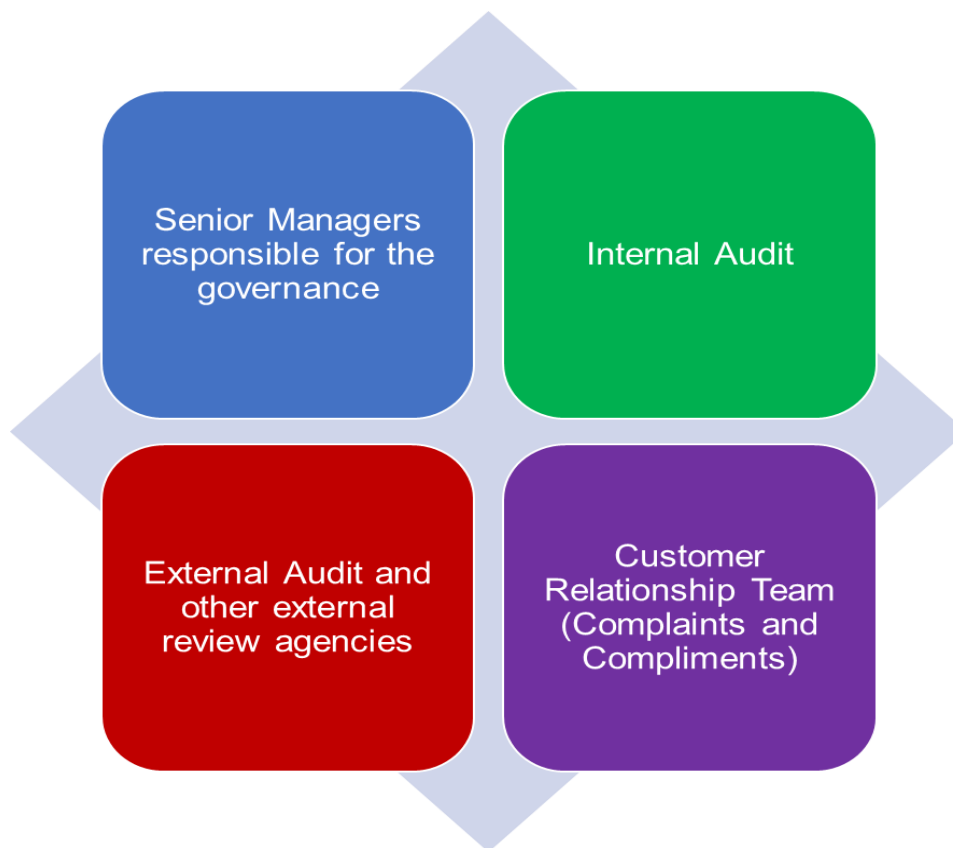 Senior Managers
responsible for the
governance
Internal Audit
External Audit and
other external
review agencies
Customer
Relationship Team
(Complaints and
Compliments)